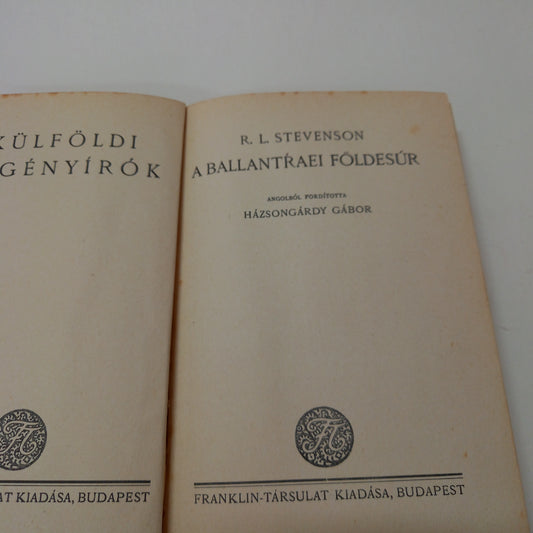 KÜLFÖLDI
GÉNYÍRÓK
AT KIADÁSA, BUDAPEST
R. L. STEVENSON
A BALLANTRAEI FÖLDESÚR
ANGOLBÓL FORDÍTOTTA
HÁZSONGÁRDY GÁBOR
FRANKLIN-TÁRSULAT KIADÁSA, BUDAPEST